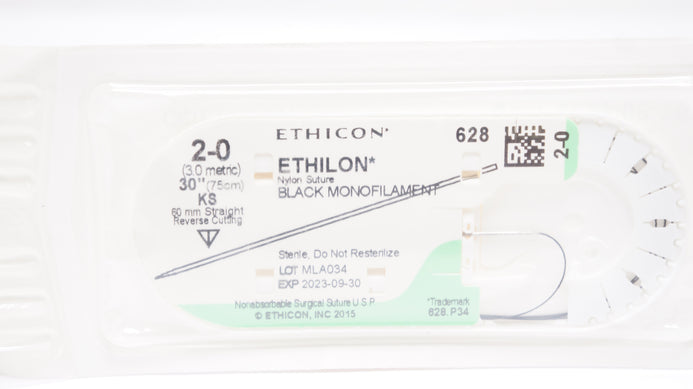 ETHICON*
628
2-0
2-0
(3.0 metric)
30" (75cm)
KS
60 mm Straight
Reverse Cutting
ETHILON*
Nylon Suture
BLACK MONOFILAMENT
Sterile, Do Not Resterilize
LOT MLA034
EXP 2023-09-30
Nonabsorbable Surgical Suture U.S.P.
© ETHICON, INC 2015
*Trademark
628.P34